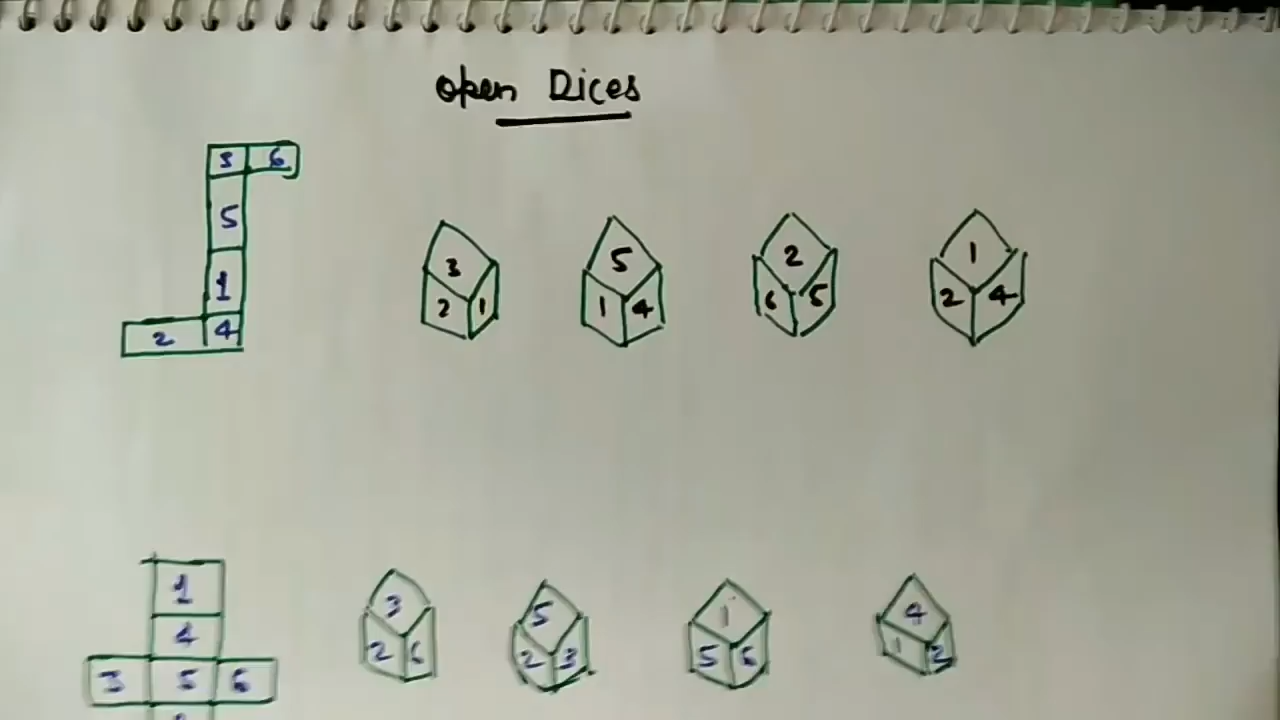 Open Dices
3 6
5
1
2 4
3 2 1
5 1 4
2 6 5
1 2 4
1
4
3 5 6
3 2 6
5 2 3
1 5 6
4 1 2